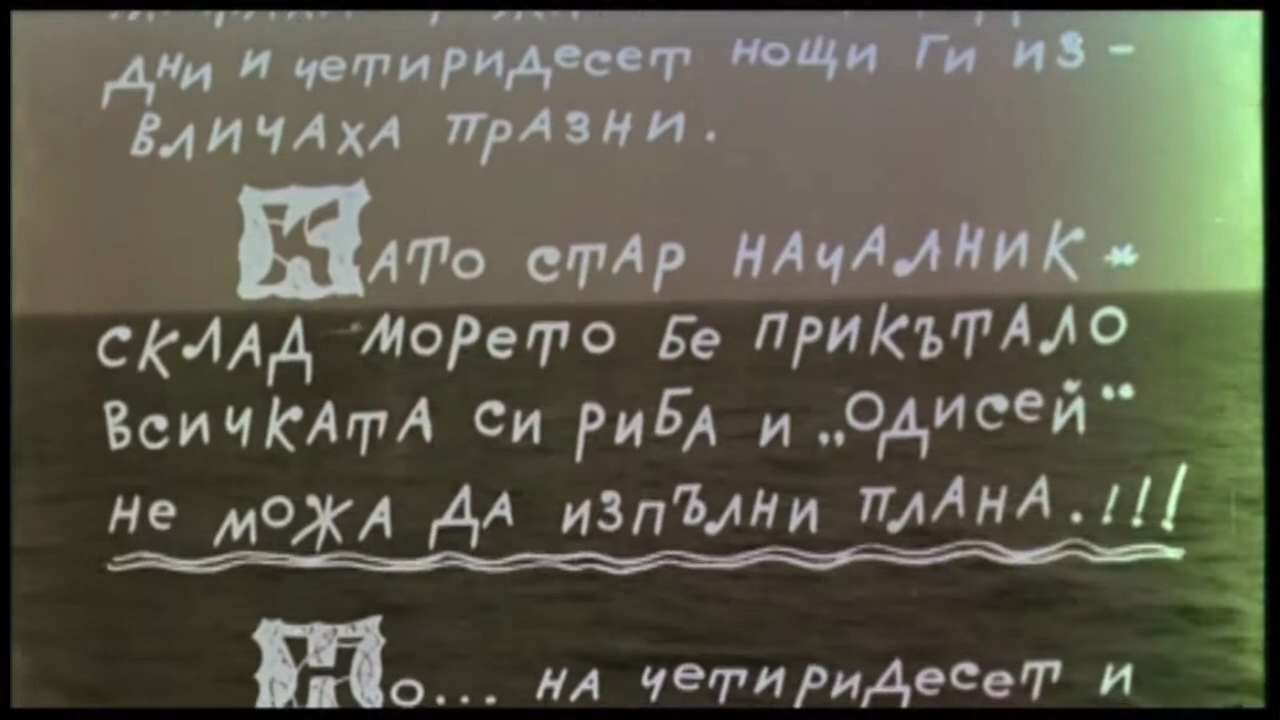 дни и четиридесет нощи ги из-
вличаха празни.
Като стар началник -
склад морето бе прикътало
всичката си риба и „Одисей“
не можа да изпълни плана.!!!
Но... на четиридесет и